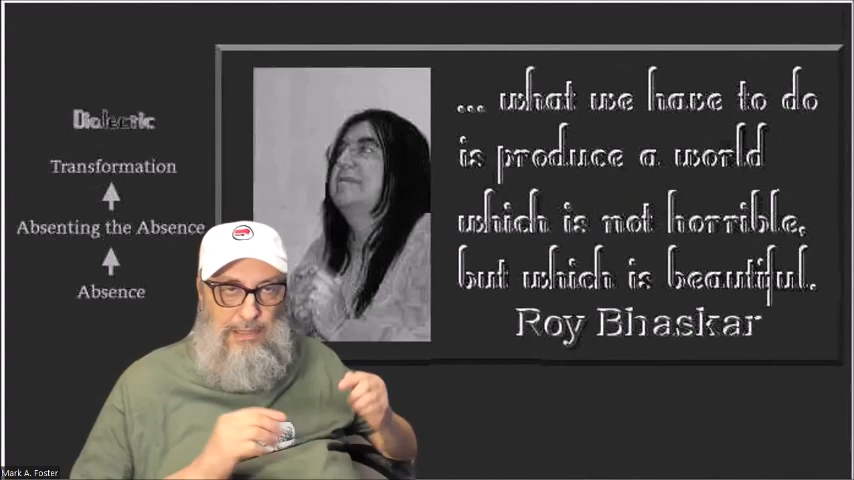 Dialectic
Transformation
Absenting the Absence
Absence
... what we have to do
is produce a world
which is not horrible,
but which is beautiful.
Roy Bhaskar
Mark A. Foster